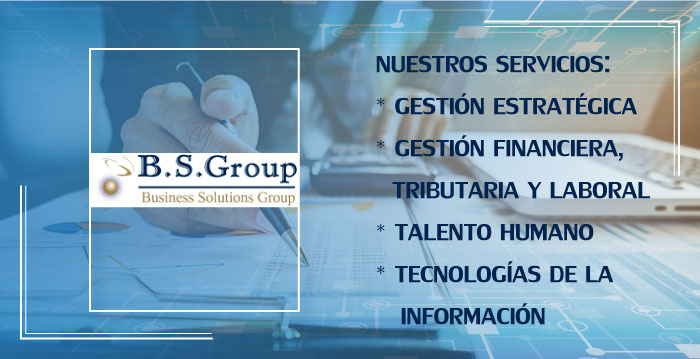 B.S.Group
Business Solutions Group
NUESTROS SERVICIOS:
* GESTIÓN ESTRATÉGICA
* GESTIÓN FINANCIERA,
TRIBUTARIA Y LABORAL
* TALENTO HUMANO
* TECNOLOGÍAS DE LA
INFORMACIÓN